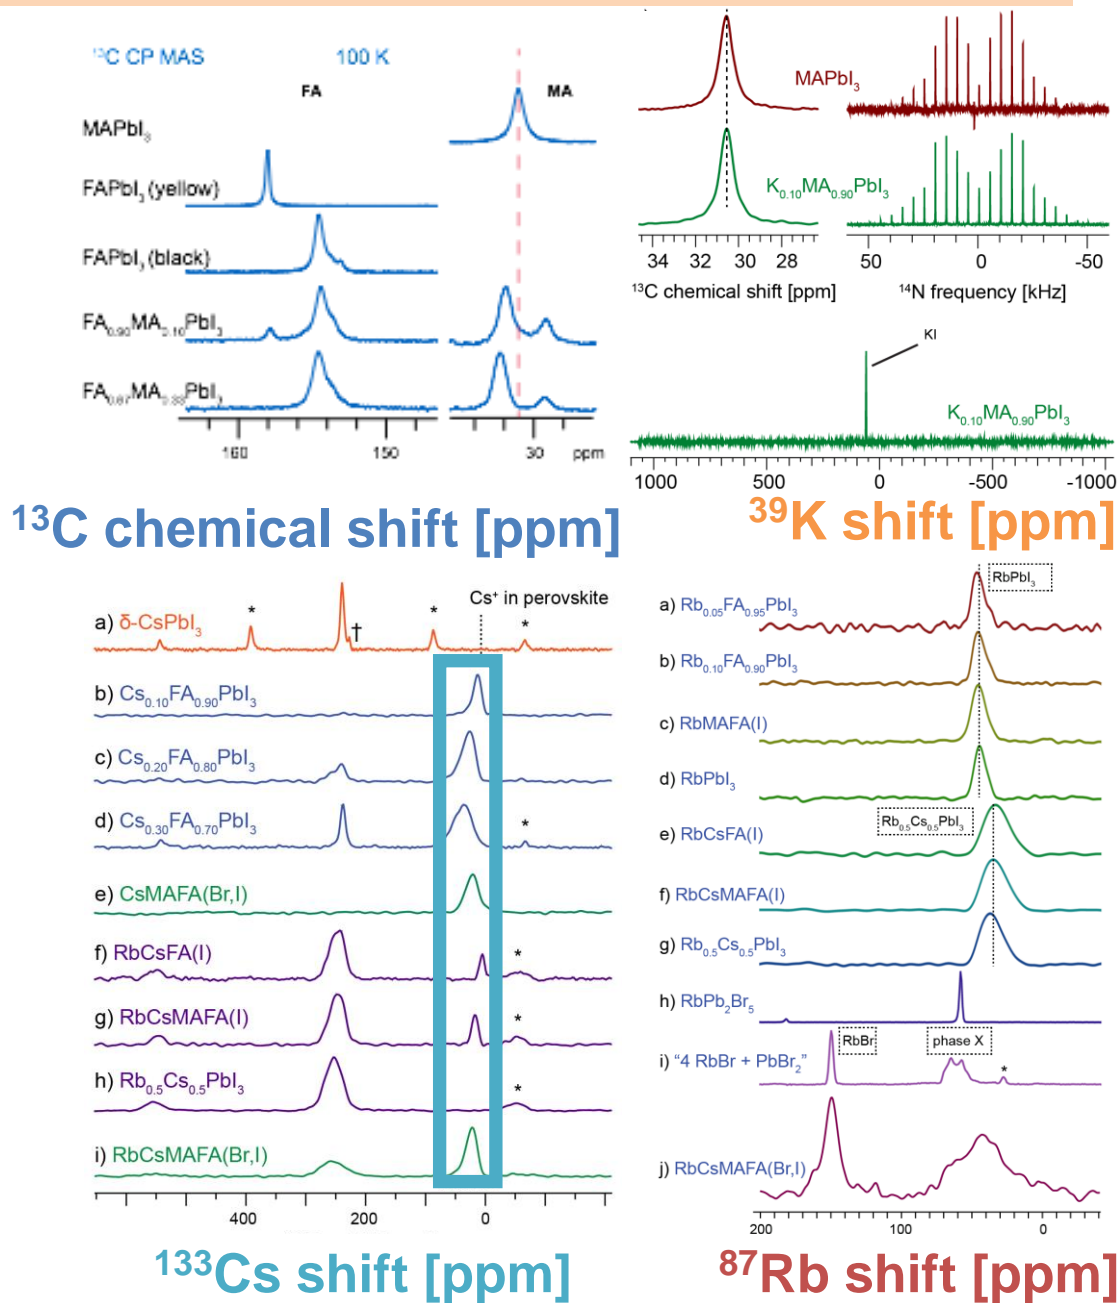 ¹³C CP MAS 100 K
FA MA
MAPbI₃
FAPbI₃ (yellow)
FAPbI₃ (black)
FA₀.₉₀MA₀.₁₀PbI₃
FA₀.₆₇MA₀.₃₃PbI₃
160 150 30 ppm
¹³C chemical shift [ppm]
MAPbI₃
K₀.₁₀MA₀.₉₀PbI₃
34 32 30 28
¹³C chemical shift [ppm]
50 0 -50
¹⁴N frequency [kHz]
KI
K₀.₁₀MA₀.₉₀PbI₃
1000 500 0 -500 -1000
³⁹K shift [ppm]
Cs⁺ in perovskite
a) δ-CsPbI₃
* † * *
b) Cs₀.₁₀FA₀.₉₀PbI₃
c) Cs₀.₂₀FA₀.₈₀PbI₃
d) Cs₀.₃₀FA₀.₇₀PbI₃
*
e) CsMAFA(Br,I)
f) RbCsFA(I)
*
g) RbCsMAFA(I)
*
h) Rb₀.₅Cs₀.₅PbI₃
*
i) RbCsMAFA(Br,I)
400 200 0
¹³³Cs shift [ppm]
RbPbI₃
a) Rb₀.₀₅FA₀.₉₅PbI₃
b) Rb₀.₁₀FA₀.₉₀PbI₃
c) RbMAFA(I)
d) RbPbI₃
Rb₀.₅Cs₀.₅PbI₃
e) RbCsFA(I)
f) RbCsMAFA(I)
g) Rb₀.₅Cs₀.₅PbI₃
h) RbPb₂Br₅
RbBr phase X
i) "4 RbBr + PbBr₂"
*
j) RbCsMAFA(Br,I)
200 100 0
⁸⁷Rb shift [ppm]